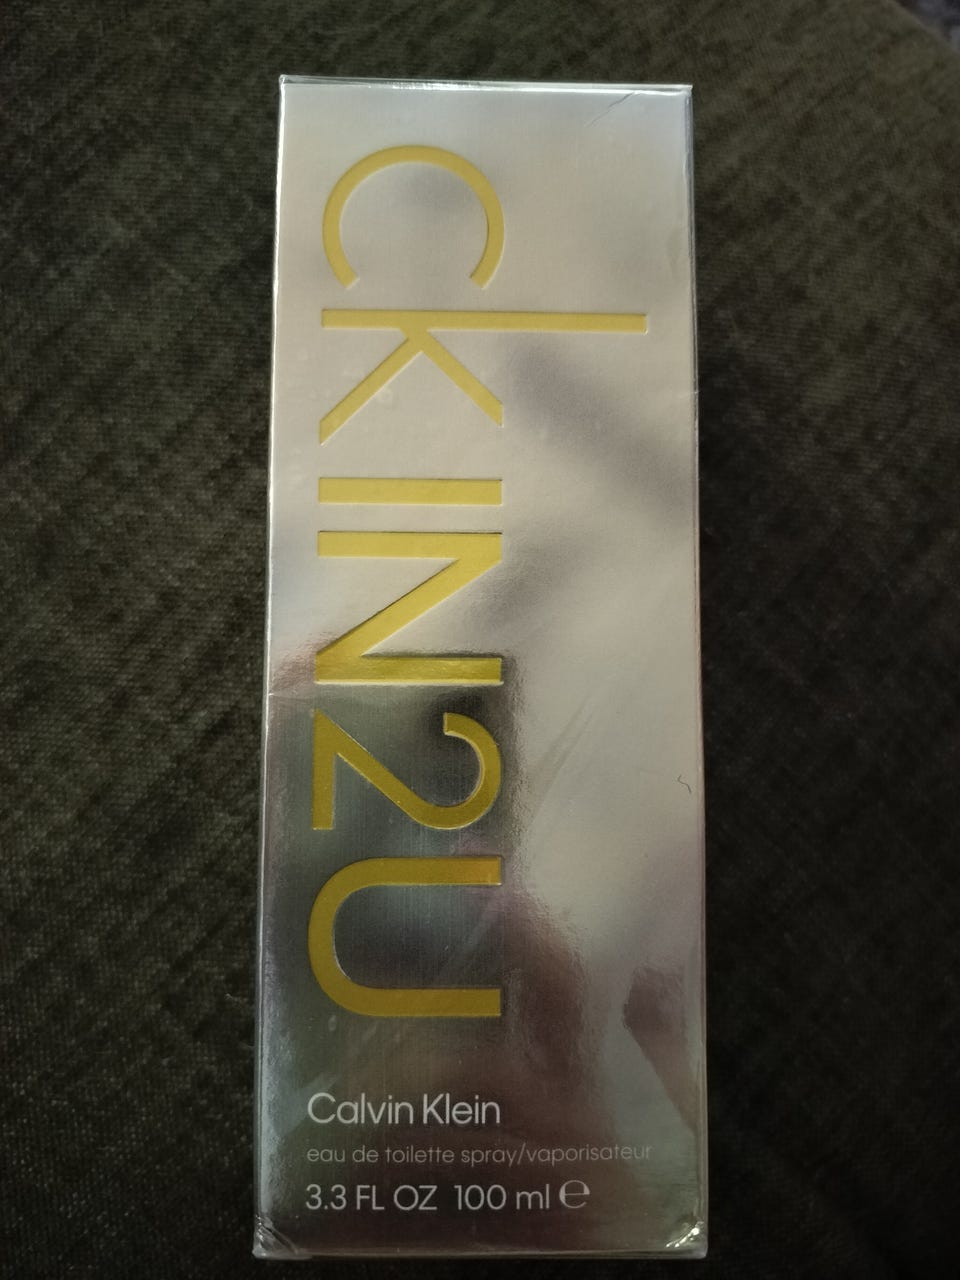 ckIN2U
Calvin Klein
eau de toilette spray/vaporisateur
3.3 FL OZ 100 ml ℮